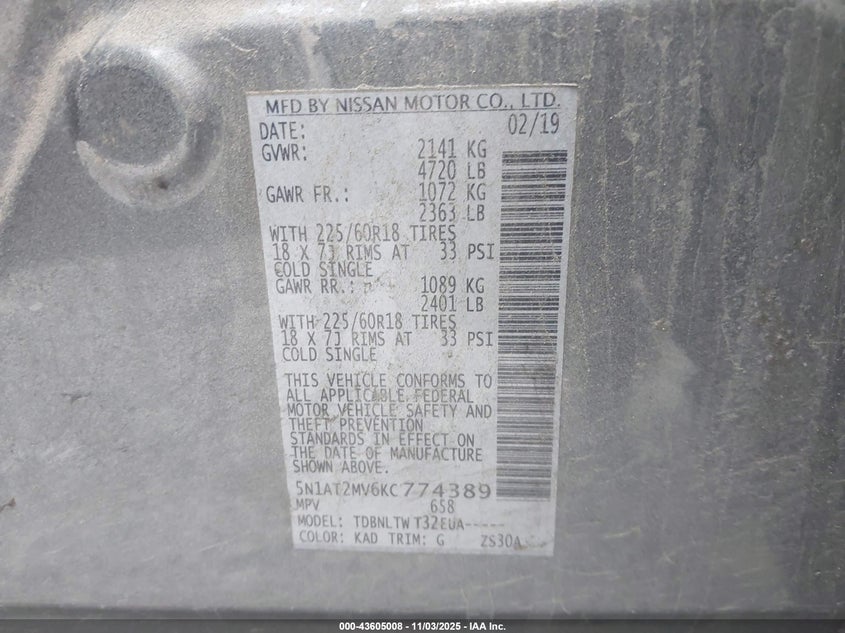 MFD BY NISSAN MOTOR CO., LTD.
DATE: 02/19
GVWR: 2141 KG
4720 LB
GAWR FR.: 1072 KG
2363 LB
WITH 225/60R18 TIRES
18 X 7J RIMS AT 33 PSI
COLD SINGLE
GAWR RR.: 1089 KG
2401 LB
WITH 225/60R18 TIRES
18 X 7J RIMS AT 33 PSI
COLD SINGLE
THIS VEHICLE CONFORMS TO
ALL APPLICABLE FEDERAL
MOTOR VEHICLE SAFETY AND
THEFT PREVENTION
STANDARDS IN EFFECT ON
THE DATE OF MANUFACTURE
SHOWN ABOVE.
5N1AT2MV6KC774389
MPV 658
MODEL: TDBNLTW T32EUA-----
COLOR: KAD TRIM: G ZS30A
000-43605008 - 11/03/2025 - IAA Inc.